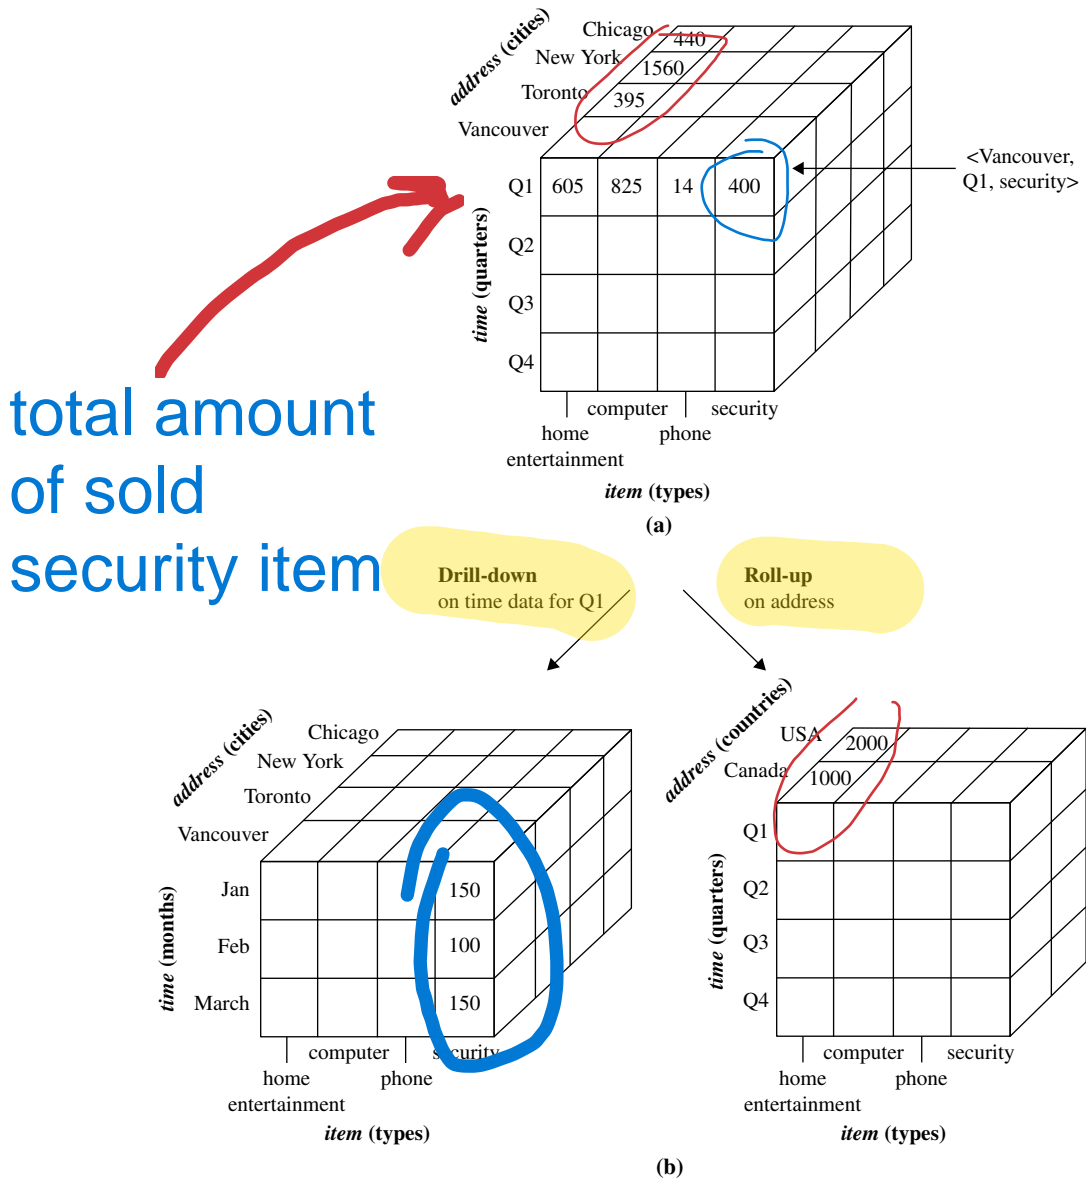 address (cities)
Chicago
New York
Toronto
Vancouver
440
1560
395
Q1 605 825 14 400
<Vancouver,
Q1, security>
Q2
Q3
Q4
time (quarters)
computer security
home phone
entertainment
item (types)
(a)
total amount
of sold
security item
Drill-down
on time data for Q1
Roll-up
on address
address (cities)
Chicago
New York
Toronto
Vancouver
Jan 150
Feb 100
March 150
time (months)
computer security
home phone
entertainment
item (types)
address (countries)
USA 2000
Canada 1000
Q1
Q2
Q3
Q4
time (quarters)
computer security
home phone
entertainment
item (types)
(b)